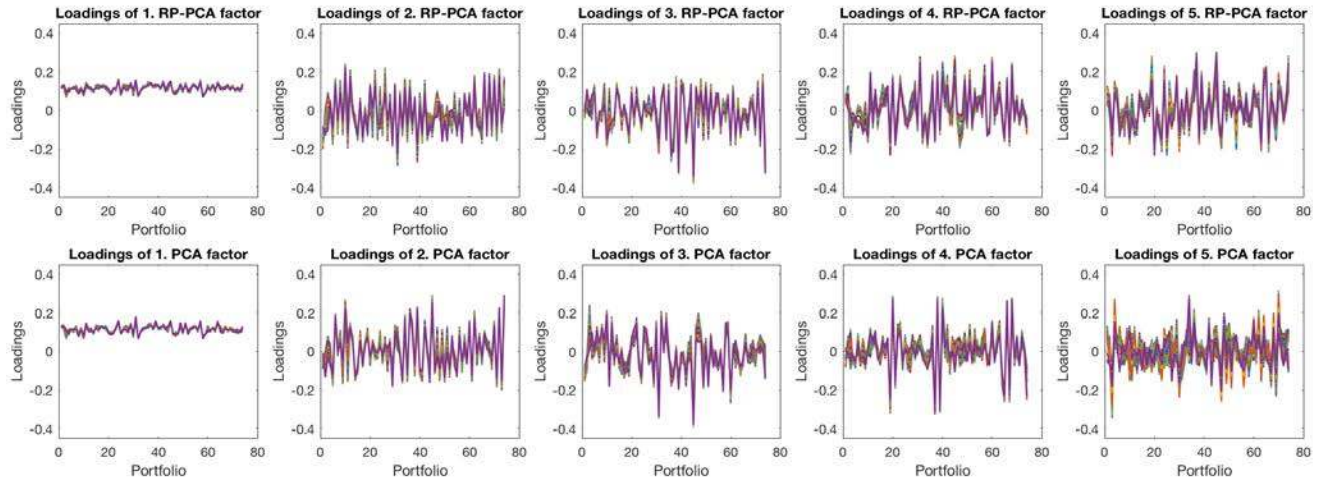 Loadings of 1. RP-PCA factor
0.4
0.2
0
-0.2
-0.4
Loadings
0 20 40 60 80
Portfolio
Loadings of 2. RP-PCA factor
0.4
0.2
0
-0.2
-0.4
Loadings
0 20 40 60 80
Portfolio
Loadings of 3. RP-PCA factor
0.4
0.2
0
-0.2
-0.4
Loadings
0 20 40 60 80
Portfolio
Loadings of 4. RP-PCA factor
0.4
0.2
0
-0.2
-0.4
Loadings
0 20 40 60 80
Portfolio
Loadings of 5. RP-PCA factor
0.4
0.2
0
-0.2
-0.4
Loadings
0 20 40 60 80
Portfolio
Loadings of 1. PCA factor
0.4
0.2
0
-0.2
-0.4
Loadings
0 20 40 60 80
Portfolio
Loadings of 2. PCA factor
0.4
0.2
0
-0.2
-0.4
Loadings
0 20 40 60 80
Portfolio
Loadings of 3. PCA factor
0.4
0.2
0
-0.2
-0.4
Loadings
0 20 40 60 80
Portfolio
Loadings of 4. PCA factor
0.4
0.2
0
-0.2
-0.4
Loadings
0 20 40 60 80
Portfolio
Loadings of 5. PCA factor
0.4
0.2
0
-0.2
-0.4
Loadings
0 20 40 60 80
Portfolio